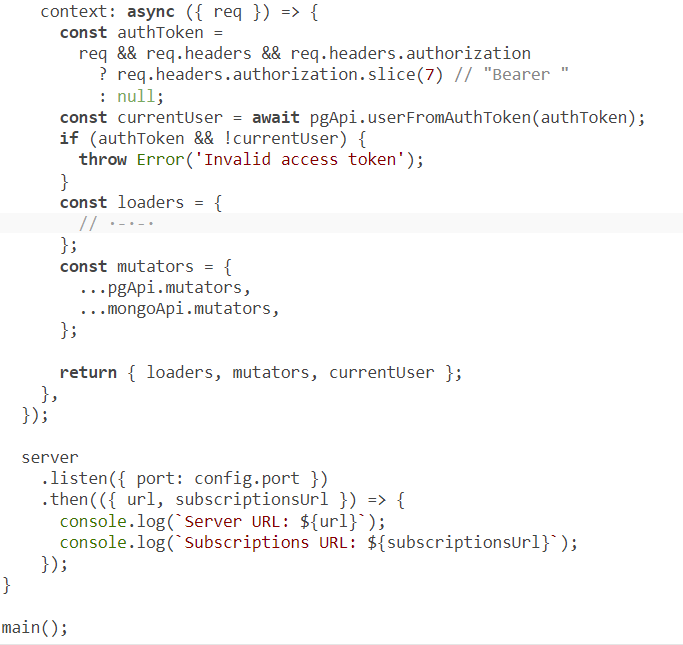 context: async ({ req }) => {
const authToken =
req && req.headers && req.headers.authorization
? req.headers.authorization.slice(7) // "Bearer "
: null;
const currentUser = await pgApi.userFromAuthToken(authToken);
if (authToken && !currentUser) {
throw Error('Invalid access token');
}
const loaders = {
// ·-·-·
};
const mutators = {
...pgApi.mutators,
...mongoApi.mutators,
};
return { loaders, mutators, currentUser };
},
});
server
.listen({ port: config.port })
.then(({ url, subscriptionsUrl }) => {
console.log(`Server URL: ${url}`);
console.log(`Subscriptions URL: ${subscriptionsUrl}`);
});
}
main();